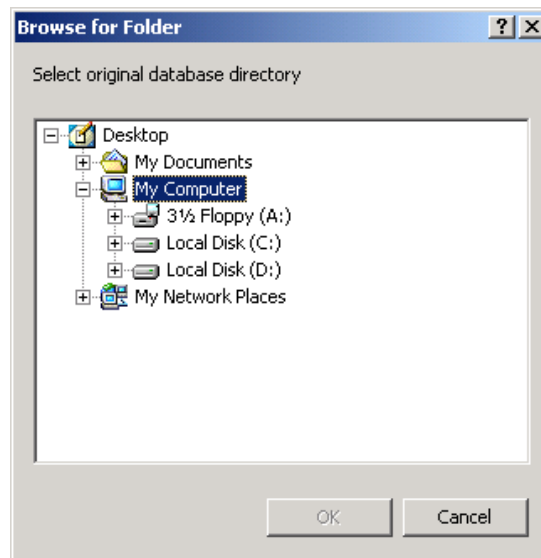 Browse for Folder
Select original database directory
Desktop
My Documents
My Computer
3½ Floppy (A:)
Local Disk (C:)
Local Disk (D:)
My Network Places
OK Cancel